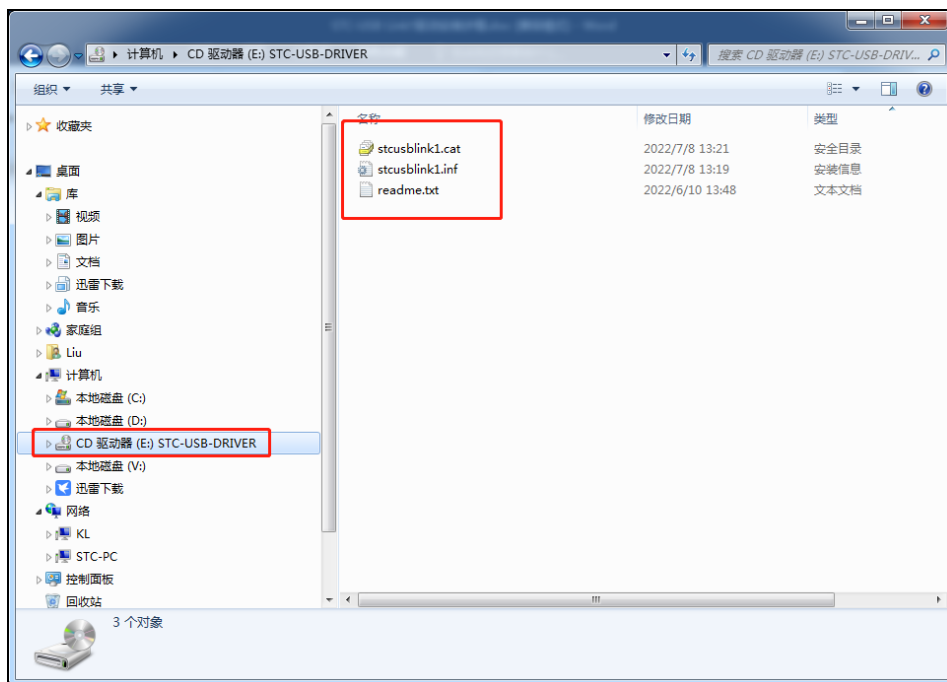 计算机 ▸ CD 驱动器 (E:) STC-USB-DRIVER
搜索 CD 驱动器 (E:) STC-USB-DRIV...
组织 共享
收藏夹
桌面
库
视频
图片
文档
迅雷下载
音乐
家庭组
Liu
计算机
本地磁盘 (C:)
本地磁盘 (D:)
CD 驱动器 (E:) STC-USB-DRIVER
本地磁盘 (V:)
迅雷下载
网络
KL
STC-PC
控制面板
回收站
名称 修改日期 类型
stcusblink1.cat 2022/7/8 13:21 安全目录
stcusblink1.inf 2022/7/8 13:19 安装信息
readme.txt 2022/6/10 13:48 文本文档
3 个对象